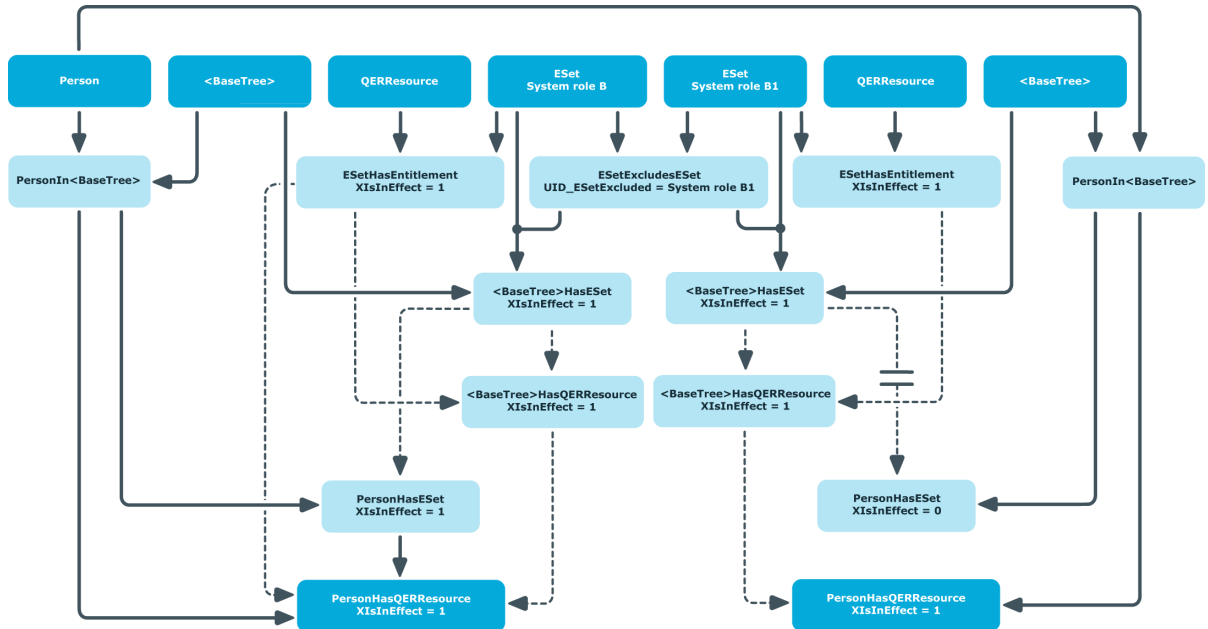 Person
<BaseTree>
QERResource
ESet
System role B
ESet
System role B1
QERResource
<BaseTree>
PersonIn<BaseTree>
ESetHasEntitlement
XIsInEffect = 1
ESetExcludesESet
UID_ESetExcluded = System role B1
ESetHasEntitlement
XIsInEffect = 1
PersonIn<BaseTree>
<BaseTree>HasESet
XIsInEffect = 1
<BaseTree>HasESet
XIsInEffect = 1
<BaseTree>HasQERResource
XIsInEffect = 1
<BaseTree>HasQERResource
XIsInEffect = 1
PersonHasESet
XIsInEffect = 1
PersonHasESet
XIsInEffect = 0
PersonHasQERResource
XIsInEffect = 1
PersonHasQERResource
XIsInEffect = 1